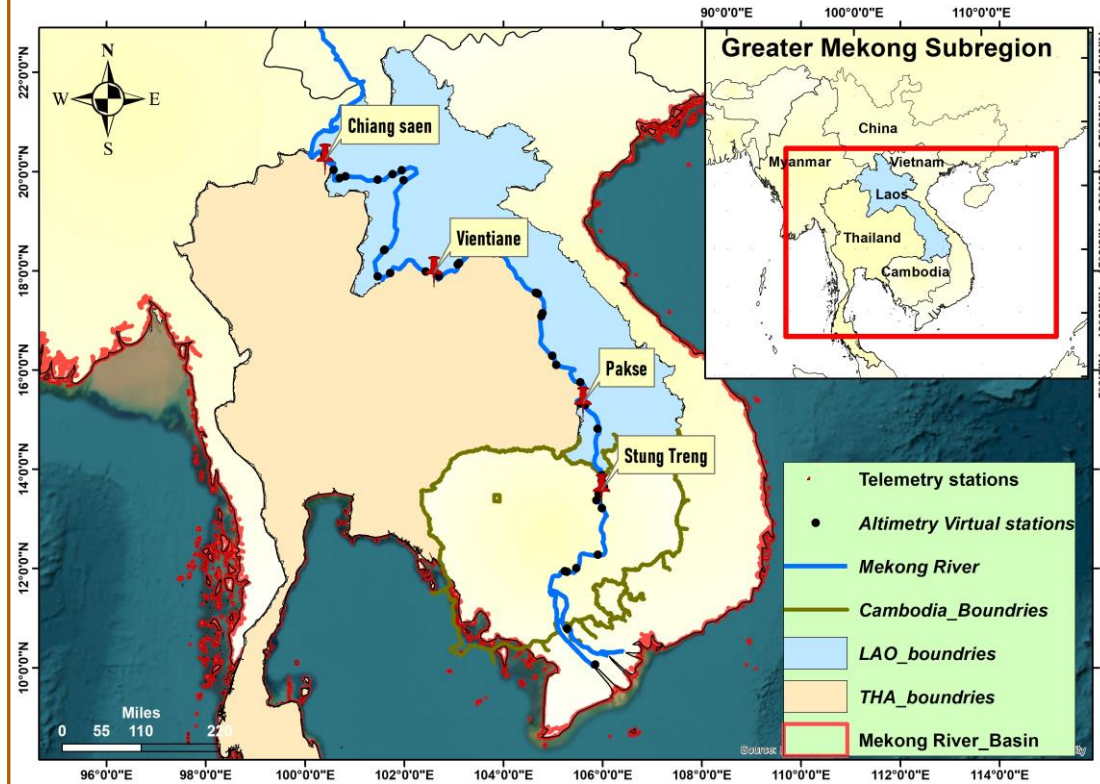 90°0'0"E 100°0'0"E 110°0'0"E
Greater Mekong Subregion
China
Myanmar
Vietnam
Laos
Thailand
Cambodia
N
W E
S
Chiang saen
Vientiane
Pakse
Stung Treng
22°0'0"N
20°0'0"N
18°0'0"N
16°0'0"N
14°0'0"N
12°0'0"N
10°0'0"N
Telemetry stations
Altimetry Virtual stations
Mekong River
Cambodia_Boundries
LAO_boundries
THA_boundries
Mekong River_Basin
Miles
0 55 110 220
Source:
96°0'0"E 98°0'0"E 100°0'0"E 102°0'0"E 104°0'0"E 106°0'0"E 108°0'0"E 110°0'0"E 112°0'0"E 114°0'0"E